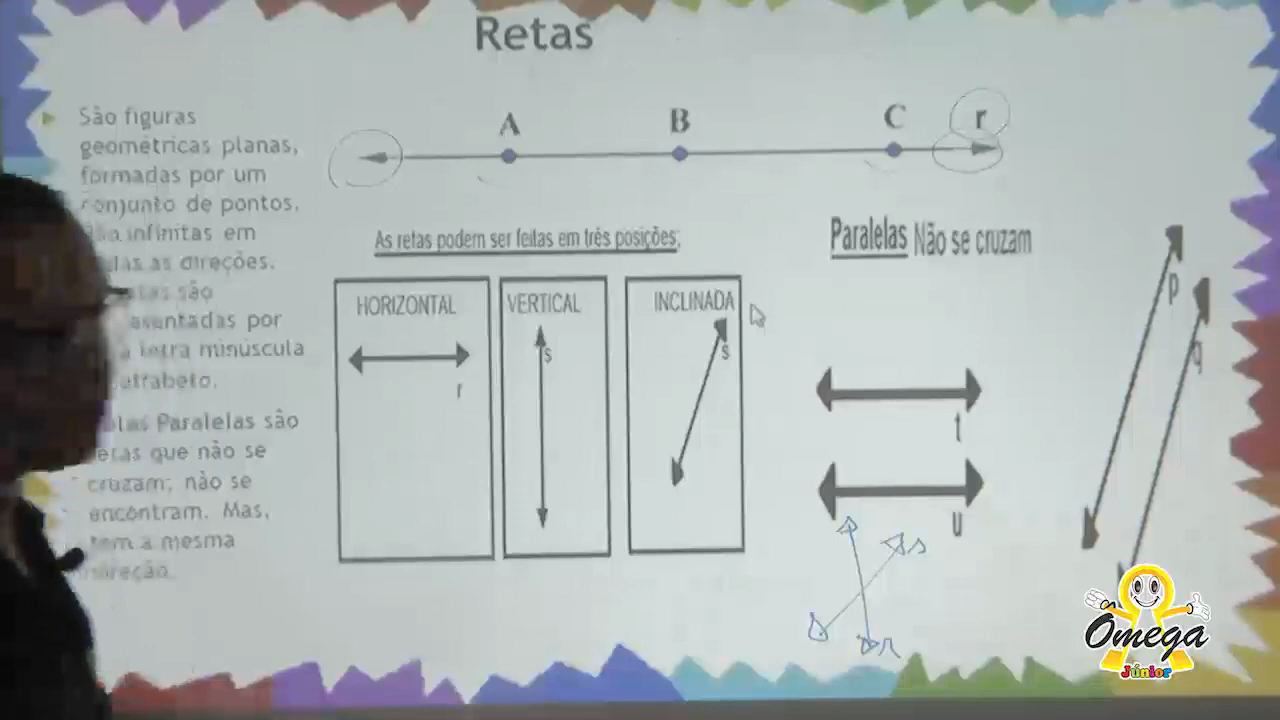 Retas
São figuras
geométricas planas,
formadas por um
conjunto de pontos.
infinitas em
as direções.
são
por
letra minúscula
Paralelas são
que não se
cruzam, não se
encontram. Mas,
tem a mesma
A B C r
As retas podem ser feitas em três posições;
HORIZONTAL
r
VERTICAL
s
INCLINADA
s
Paralelas Não se cruzam
t
u
p
q
s
r
Omega
Júnior